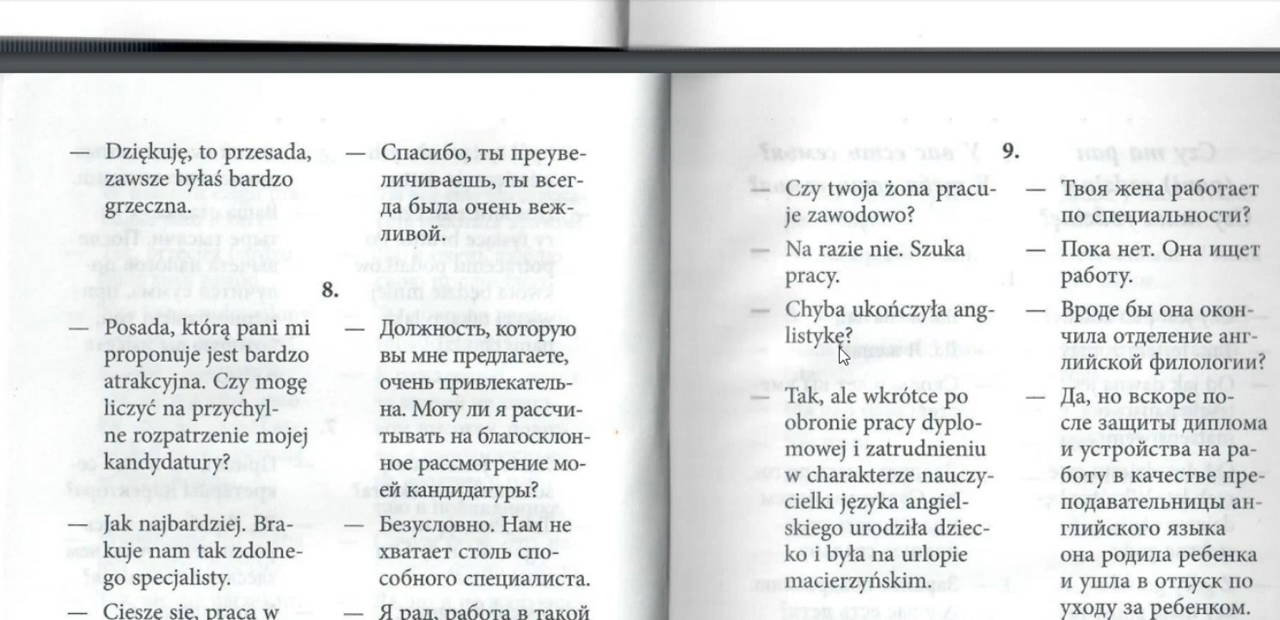 — Dziękuję, to przesada,
zawsze byłaś bardzo
grzeczna.
— Спасибо, ты преуве-
личиваешь, ты всег-
да была очень веж-
ливой.
8.
— Posada, którą pani mi
proponuje jest bardzo
atrakcyjna. Czy mogę
liczyć na przychyl-
ne rozpatrzenie mojej
kandydatury?
— Должность, которую
вы мне предлагаете,
очень привлекатель-
на. Могу ли я рассчи-
тывать на благосклон-
ное рассмотрение мо-
ей кандидатуры?
— Jak najbardziej. Bra-
kuje nam tak zdolne-
go specjalisty.
— Безусловно. Нам не
хватает столь спо-
собного специалиста.
— Cieszę się, praca w
— Я рад, работа в такой
9.
— Czy twoja żona pracu-
je zawodowo?
— Твоя жена работает
по специальности?
— Na razie nie. Szuka
pracy.
— Пока нет. Она ищет
работу.
— Chyba ukończyła ang-
listykę?
— Вроде бы она окон-
чила отделение анг-
лийской филологии?
— Tak, ale wkrótce po
obronie pracy dyplo-
mowej i zatrudnieniu
w charakterze nauczy-
cielki języka angiel-
skiego urodziła dziec-
ko i była na urlopie
macierzyńskim.
— Да, но вскоре по-
сле защиты диплома
и устройства на ра-
боту в качестве пре-
подавательницы ан-
глийского языка
она родила ребенка
и ушла в отпуск по
уходу за ребенком.